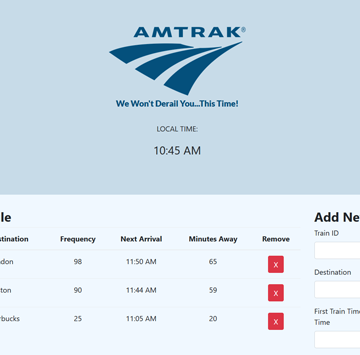 AMTRAK®
We Won't Derail You...This Time!
LOCAL TIME:
10:45 AM
le Add Ne
stination Frequency Next Arrival Minutes Away Remove
Train ID
don 98 11:50 AM 65 X
Destination
ton 90 11:44 AM 59 X
First Train Time
Time
rbucks 25 11:05 AM 20 X